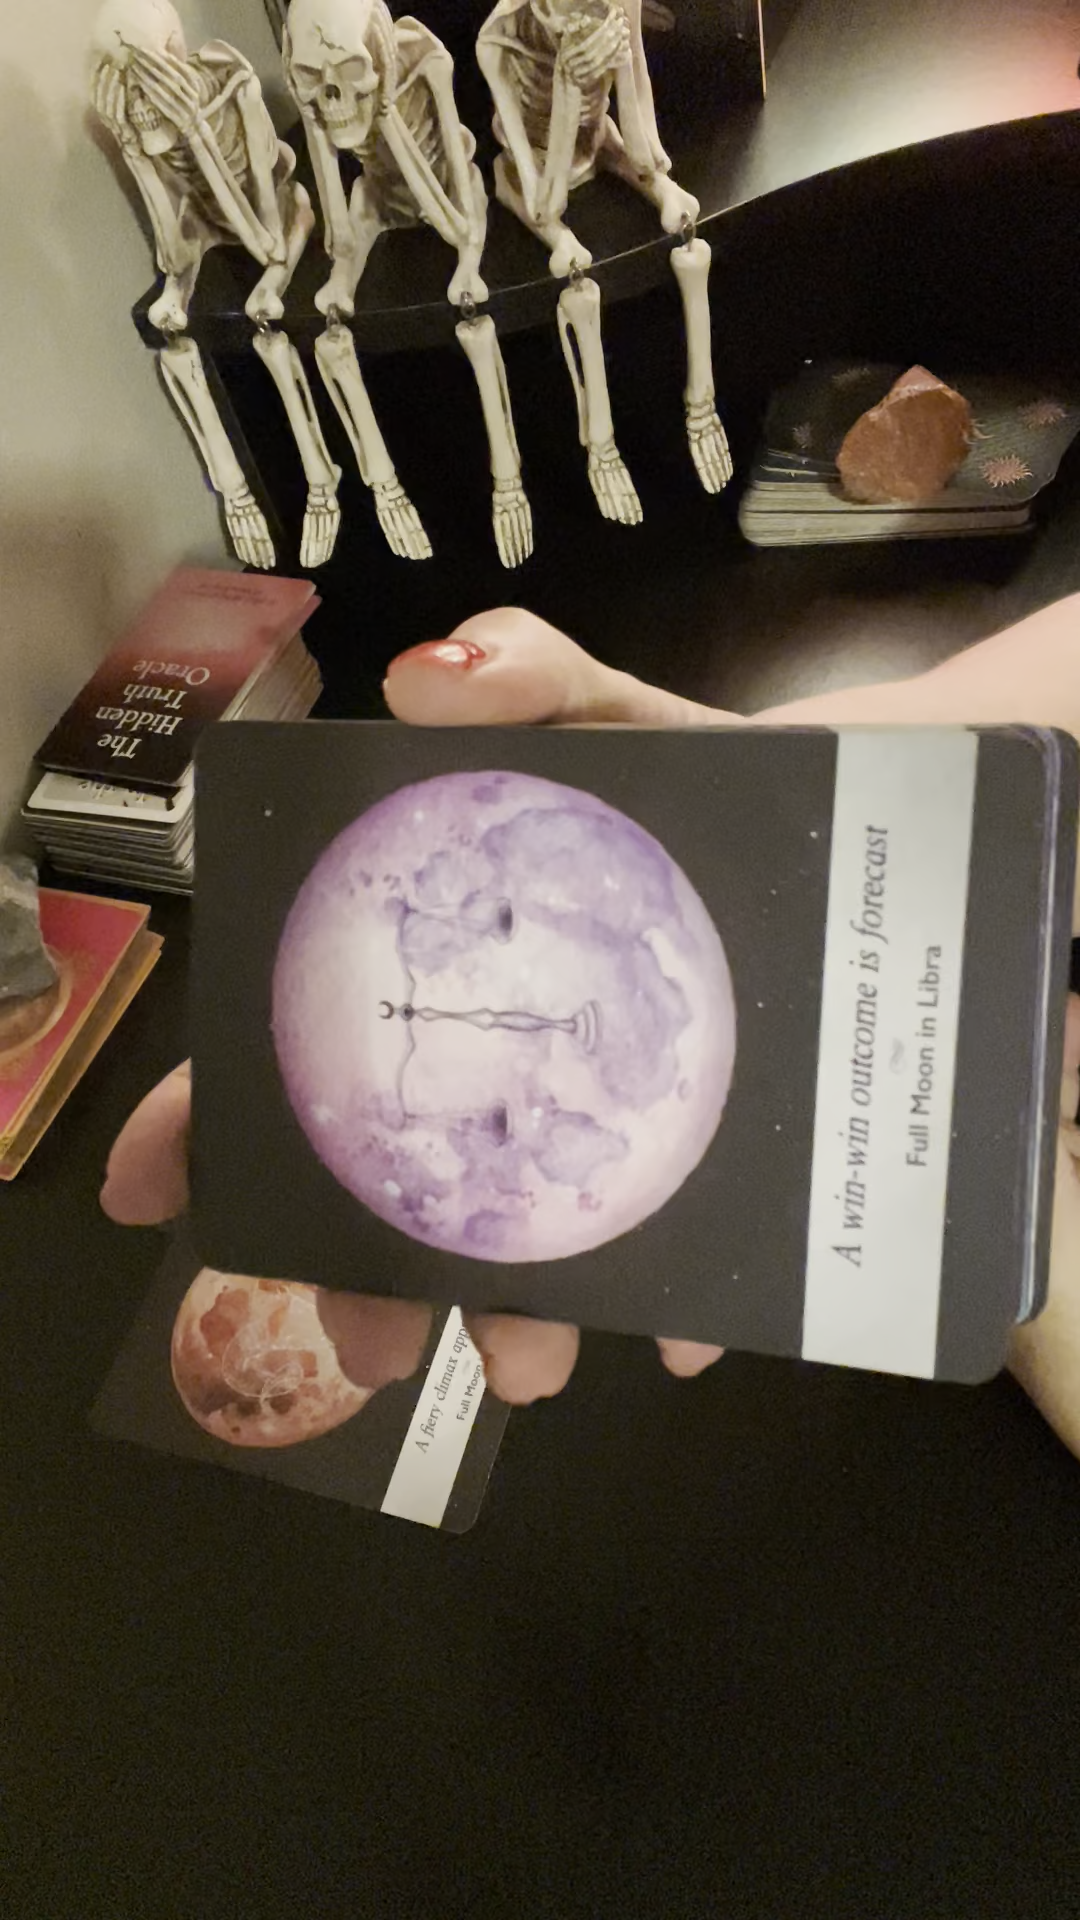 The
Hidden
Truth
Oracle
A win-win outcome is forecast
Full Moon in Libra
A fiery climax app
Full Moon